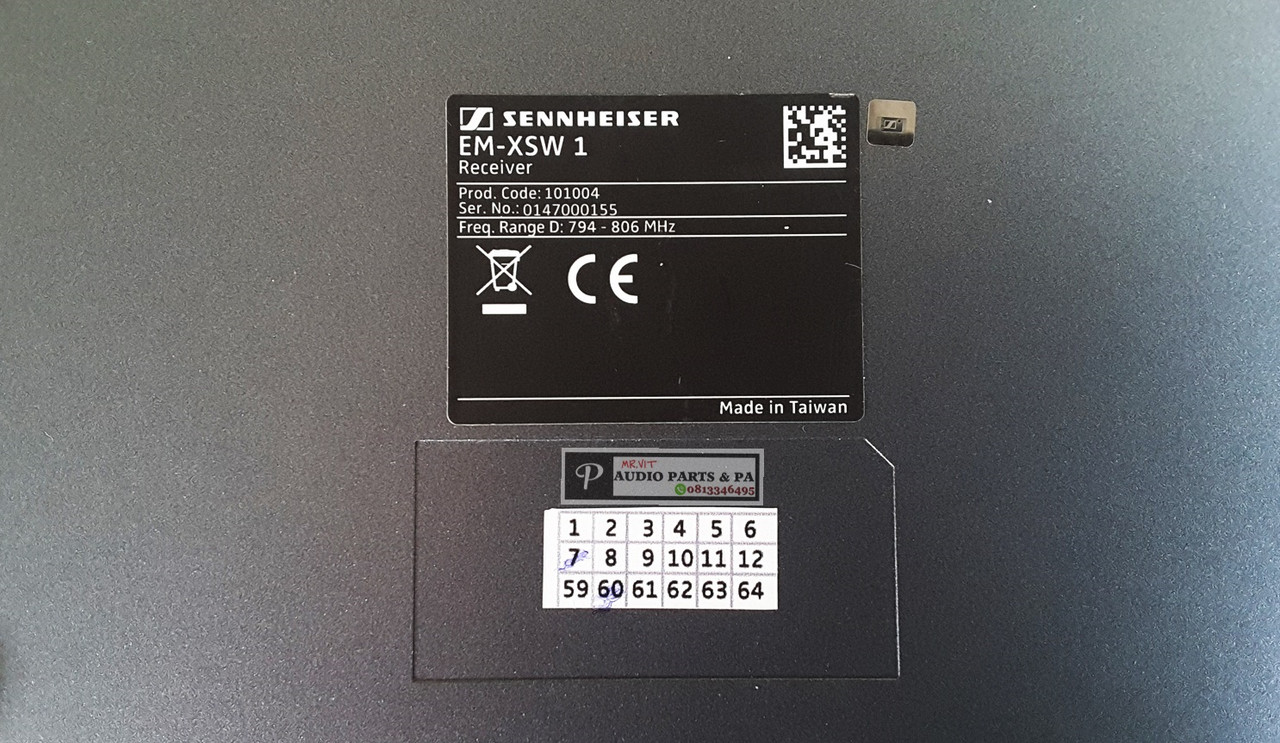 SENNHEISER
EM-XSW 1
Receiver
Prod. Code: 101004
Ser. No.: 0147000155
Freq. Range D: 794 - 806 MHz
CE
Made in Taiwan
P
MR.VIT
AUDIO PARTS & PA
0813346495
1 2 3 4 5 6
7 8 9 10 11 12
59 60 61 62 63 64